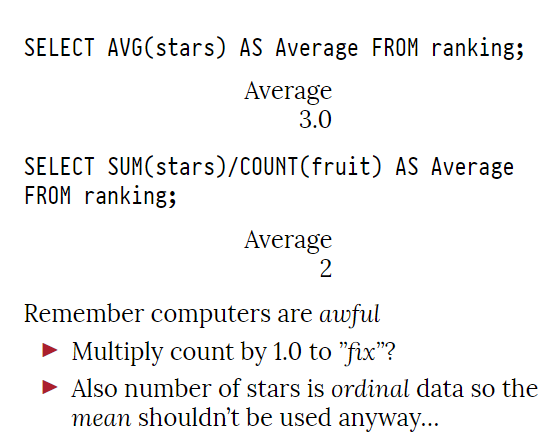 SELECT AVG(stars) AS Average FROM ranking;
Average
3.0
SELECT SUM(stars)/COUNT(fruit) AS Average
FROM ranking;
Average
2
Remember computers are awful
► Multiply count by 1.0 to ”fix”?
► Also number of stars is ordinal data so the
mean shouldn’t be used anyway…